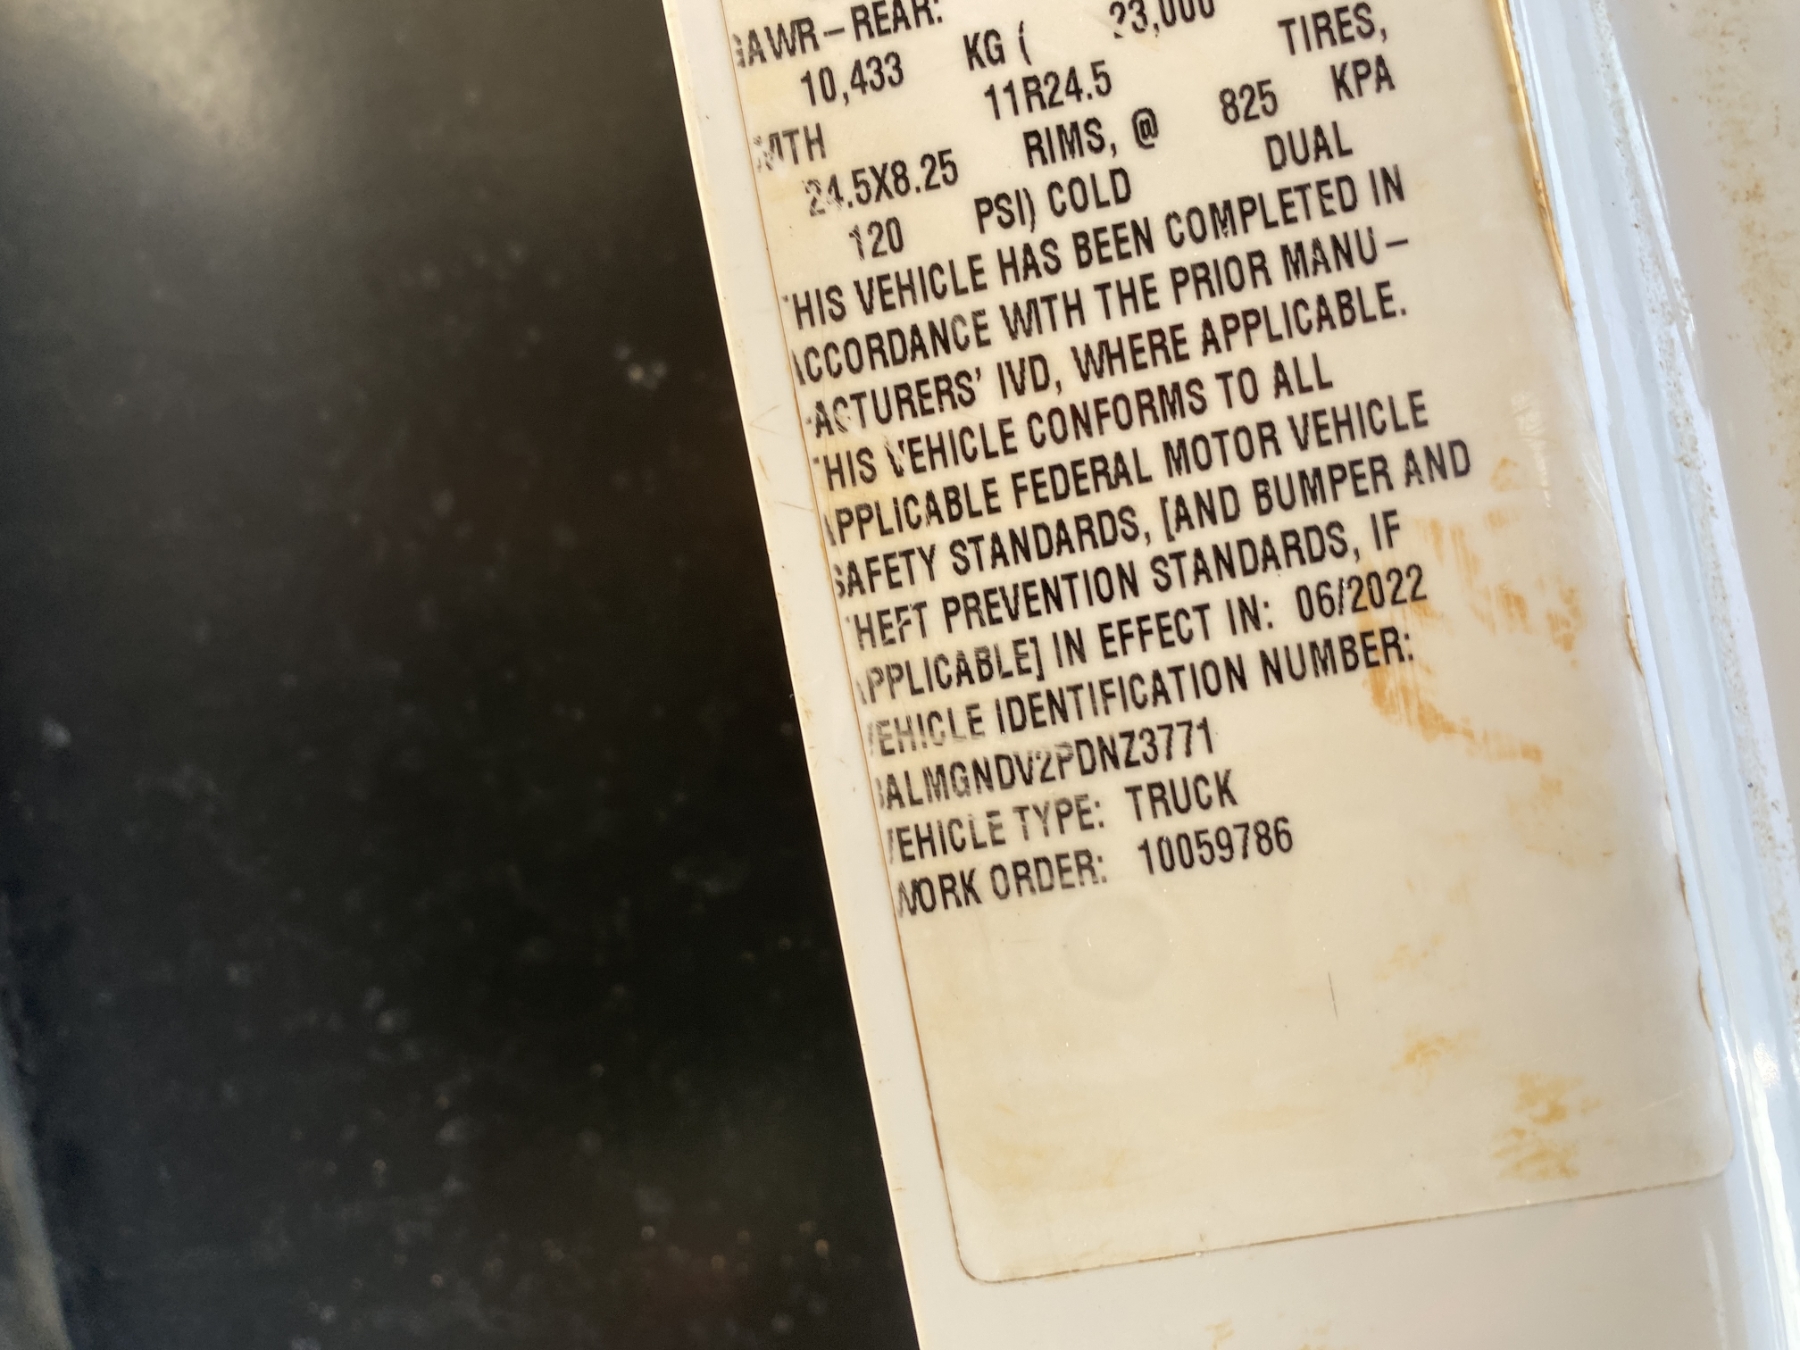 GAWR-REAR:
10,433 KG ( 23,000
WITH 11R24.5 TIRES,
24.5X8.25 RIMS, @ 825 KPA
120 PSI) COLD DUAL
THIS VEHICLE HAS BEEN COMPLETED IN
ACCORDANCE WITH THE PRIOR MANU-
FACTURERS' IVD, WHERE APPLICABLE.
THIS VEHICLE CONFORMS TO ALL
APPLICABLE FEDERAL MOTOR VEHICLE
SAFETY STANDARDS, [AND BUMPER AND
THEFT PREVENTION STANDARDS, IF
APPLICABLE] IN EFFECT IN: 06/2022
VEHICLE IDENTIFICATION NUMBER:
3ALMGNDV2PDNZ3771
VEHICLE TYPE: TRUCK
WORK ORDER: 10059786